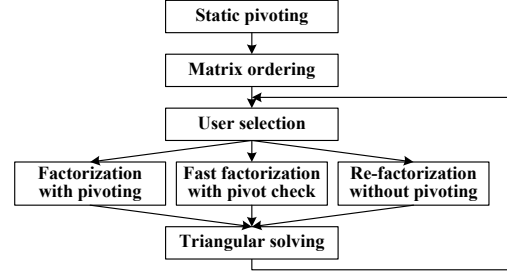 Static pivoting
Matrix ordering
User selection
Factorization
with pivoting
Fast factorization
with pivot check
Re-factorization
without pivoting
Triangular solving